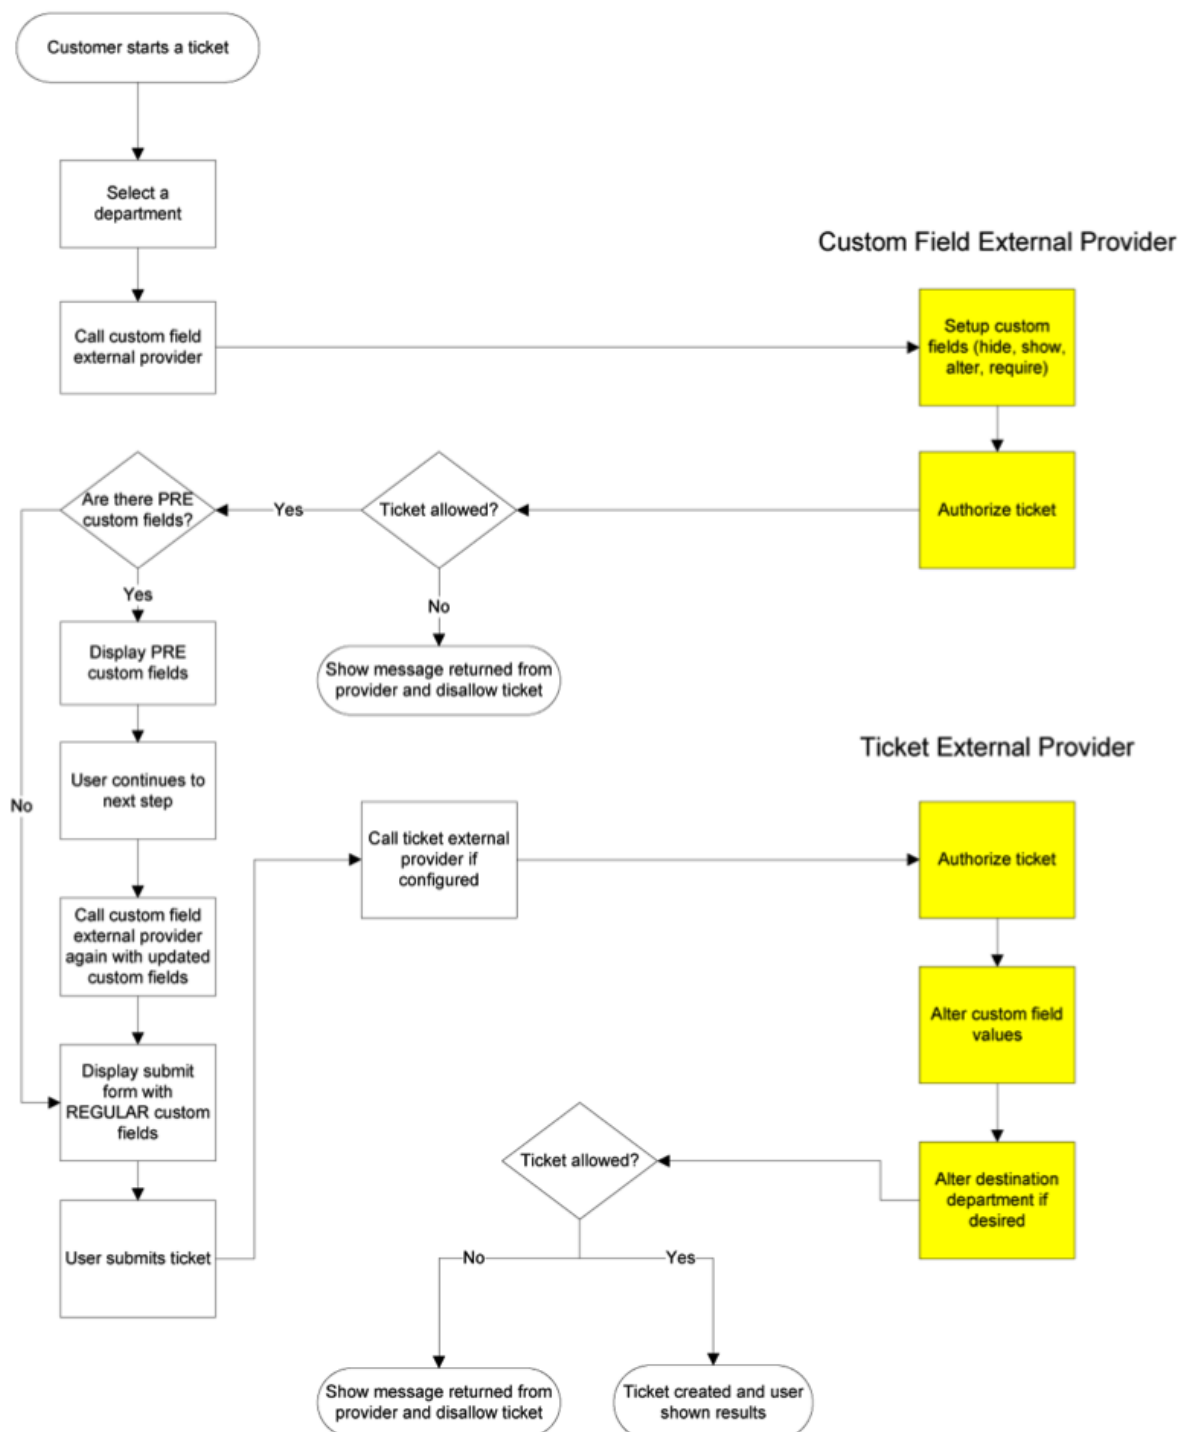 Customer starts a ticket
Select a
department
Custom Field External Provider
Call custom field
external provider
Setup custom
fields (hide, show,
alter, require)
Are there PRE
custom fields?
Yes
Ticket allowed?
Authorize ticket
Yes
No
Display PRE
custom fields
Show message returned from
provider and disallow ticket
Ticket External Provider
User continues to
next step
No
Call ticket external
provider if
configured
Authorize ticket
Call custom field
external provider
again with updated
custom fields
Alter custom field
values
Display submit
form with
REGULAR custom
fields
Ticket allowed?
Alter destination
department if
desired
User submits ticket
No
Yes
Show message returned from
provider and disallow ticket
Ticket created and user
shown results